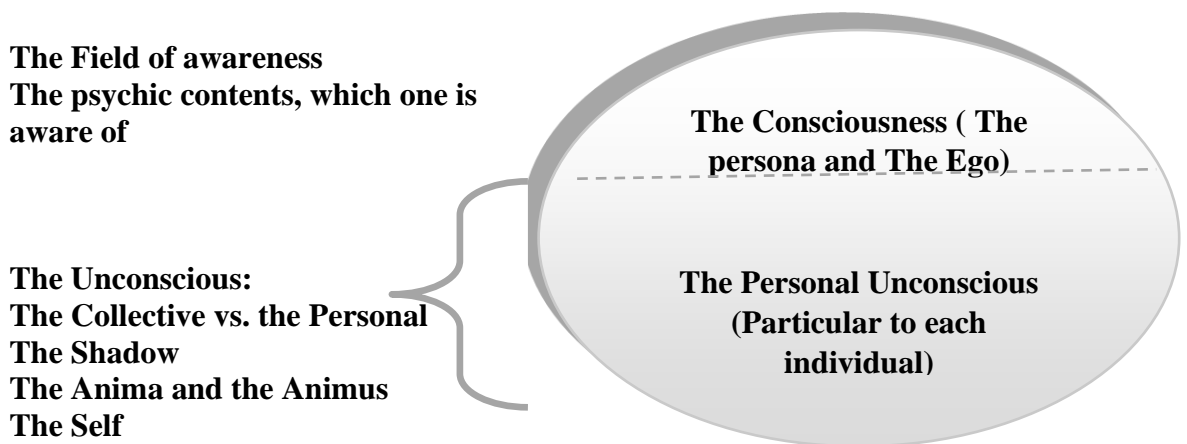 The Field of awareness
The psychic contents, which one is
aware of
The Consciousness ( The
persona and The Ego)
The Unconscious:
The Collective vs. the Personal
The Shadow
The Anima and the Animus
The Self
The Personal Unconscious
(Particular to each
individual)